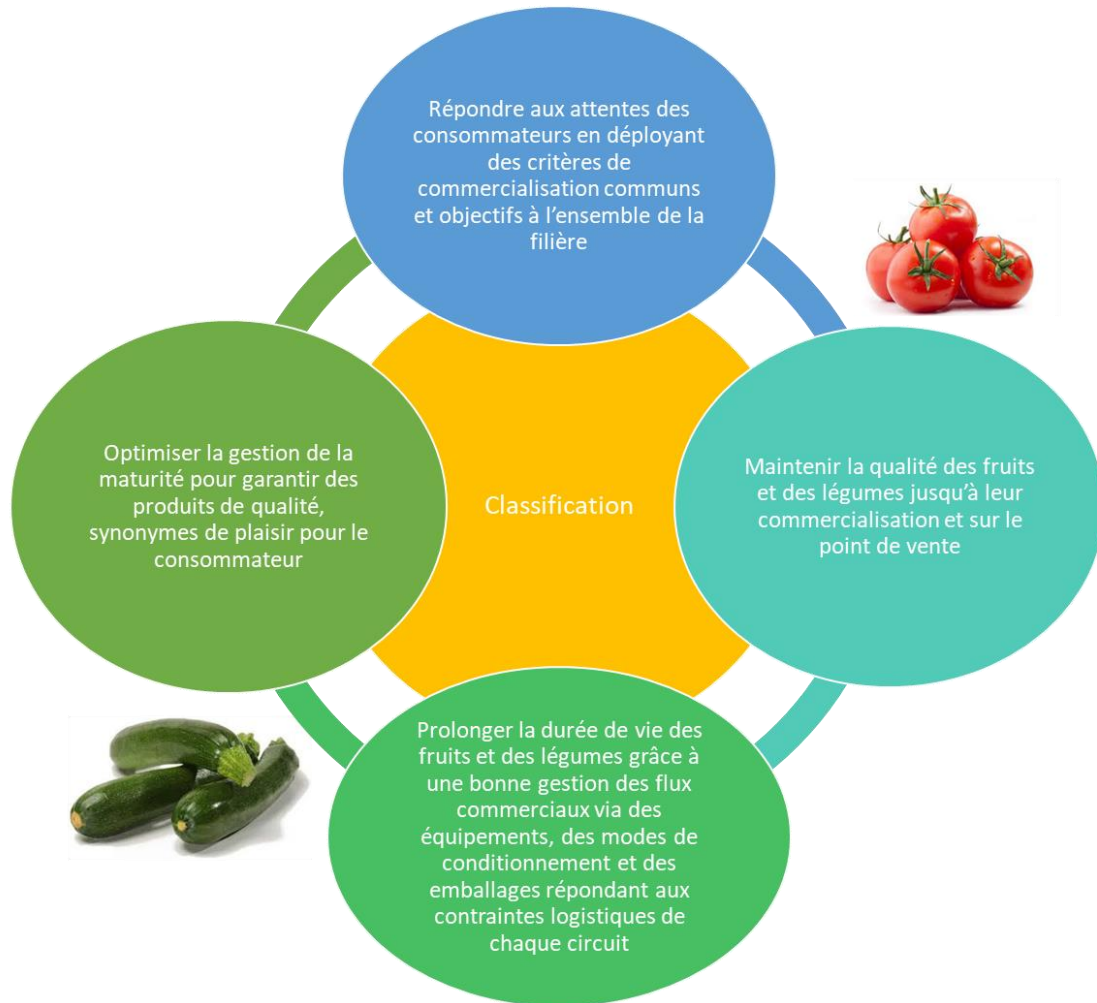 Répondre aux attentes des
consommateurs en déployant
des critères de
commercialisation communs
et objectifs à l’ensemble de la
filière
Optimiser la gestion de la
maturité pour garantir des
produits de qualité,
synonymes de plaisir pour le
consommateur
Classification
Maintenir la qualité des fruits
et des légumes jusqu’à leur
commercialisation et sur le
point de vente
Prolonger la durée de vie des
fruits et des légumes grâce à
une bonne gestion des flux
commerciaux via des
équipements, des modes de
conditionnement et des
emballages répondant aux
contraintes logistiques de
chaque circuit